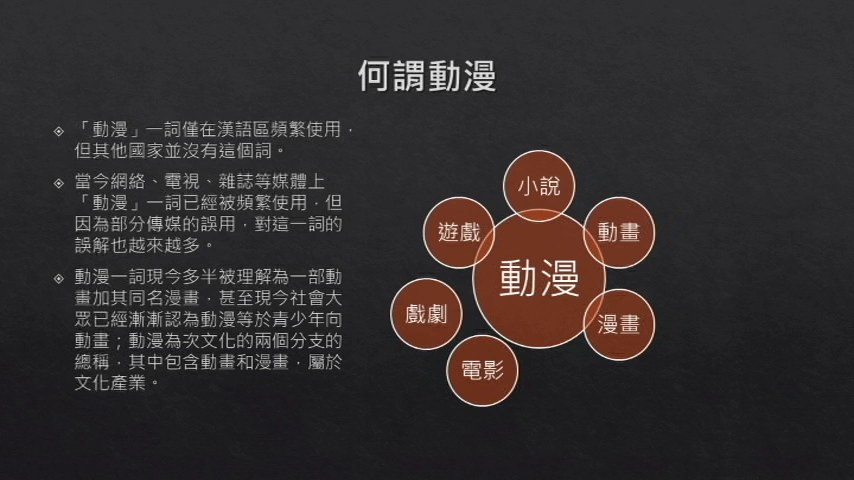 何謂動漫
「動漫」一詞僅在漢語區頻繁使用，
但其他國家並沒有這個詞。
當今網絡、電視、雜誌等媒體上
「動漫」一詞已經被頻繁使用，但
因為部分傳媒的誤用，對這一詞的
誤解也越來越多。
動漫一詞現今多半被理解為一部動
畫加其同名漫畫，甚至現今社會大
眾已經漸漸認為動漫等於青少年向
動畫；動漫為次文化的兩個分支的
總稱，其中包含動畫和漫畫，屬於
文化產業。
小說
遊戲
動畫
動漫
戲劇
漫畫
電影